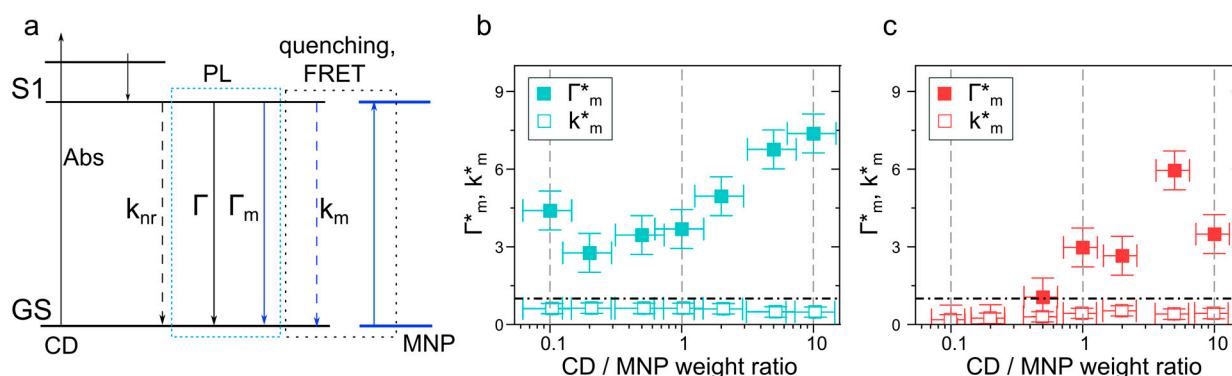 a
quenching,
FRET
PL
S1
Abs
k_nr
Γ
Γ_m
k_m
GS
CD
MNP
b
Γ*_m
k*_m
Γ*_m, k*_m
9
6
3
0
0.1
1
10
CD / MNP weight ratio
c
Γ*_m
k*_m
Γ*_m, k*_m
9
6
3
0
0.1
1
10
CD / MNP weight ratio